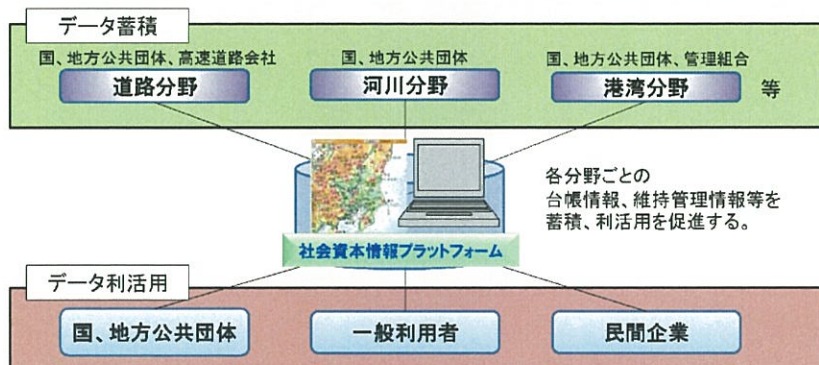 データ蓄積
国、地方公共団体、高速道路会社
道路分野
国、地方公共団体
河川分野
国、地方公共団体、管理組合
港湾分野
等
各分野ごとの
台帳情報、維持管理情報等を
蓄積、利活用を促進する。
社会資本情報プラットフォーム
データ利活用
国、地方公共団体
一般利用者
民間企業